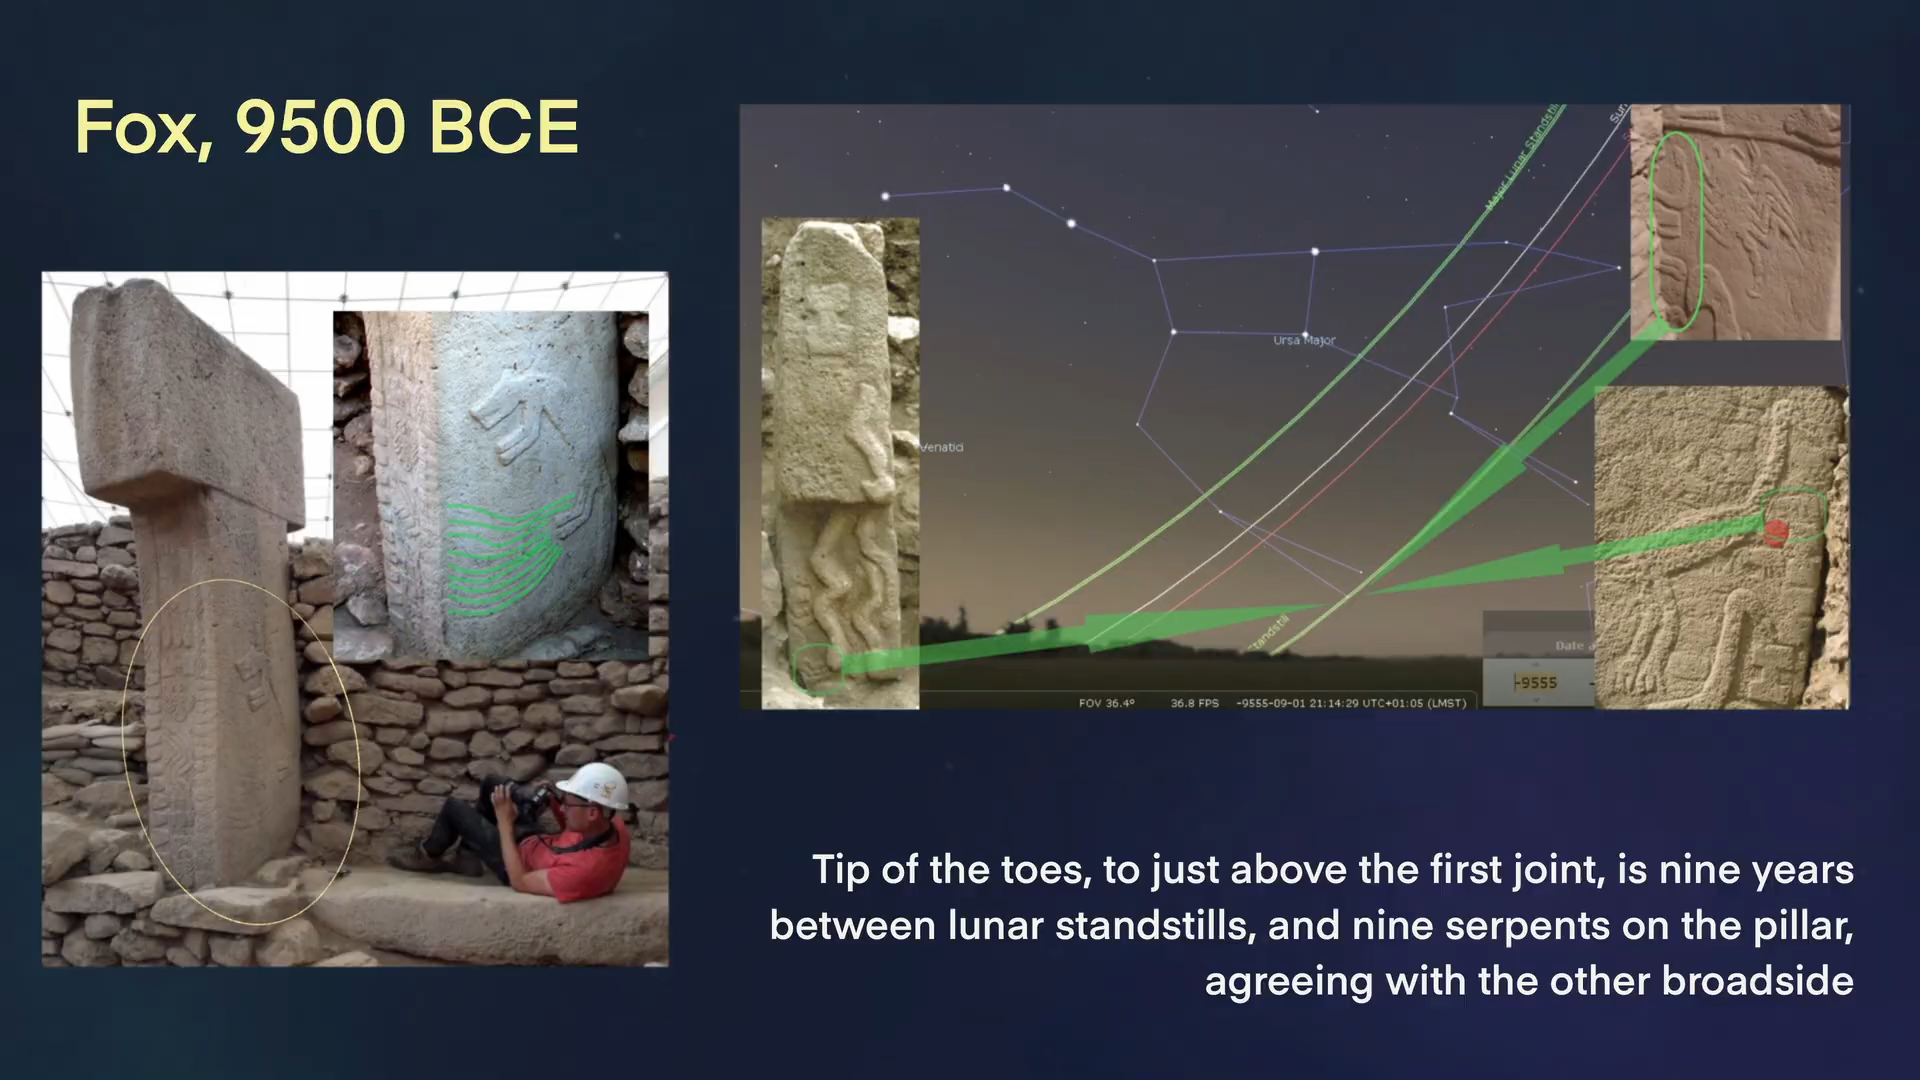 Fox, 9500 BCE
Major Lunar Standstill
Sun
Ursa Major
Venatici
tandstill
Date a
-9555
FOV 36.4°
36.8 FPS
-9555-09-01 21:14:29 UTC+01:05 (LMST)
Tip of the toes, to just above the first joint, is nine years
between lunar standstills, and nine serpents on the pillar,
agreeing with the other broadside